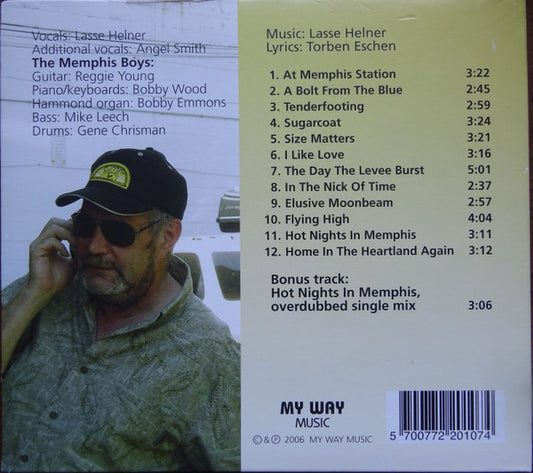 Vocals: Lasse Helner
Additional vocals: Angel Smith
The Memphis Boys:
Guitar: Reggie Young
Piano/keyboards: Bobby Wood
Hammond organ: Bobby Emmons
Bass: Mike Leech
Drums: Gene Chrisman
Music: Lasse Helner
Lyrics: Torben Eschen
1. At Memphis Station 3:22
2. A Bolt From The Blue 2:45
3. Tenderfooting 2:59
4. Sugarcoat 3:24
5. Size Matters 3:21
6. I Like Love 3:16
7. The Day The Levee Burst 5:01
8. In The Nick Of Time 2:37
9. Elusive Moonbeam 2:57
10. Flying High 4:04
11. Hot Nights In Memphis 3:11
12. Home In The Heartland Again 3:12
Bonus track:
Hot Nights In Memphis,
overdubbed single mix 3:06
MY WAY
MUSIC
© & ℗ 2006 MY WAY MUSIC
5 700772 201074